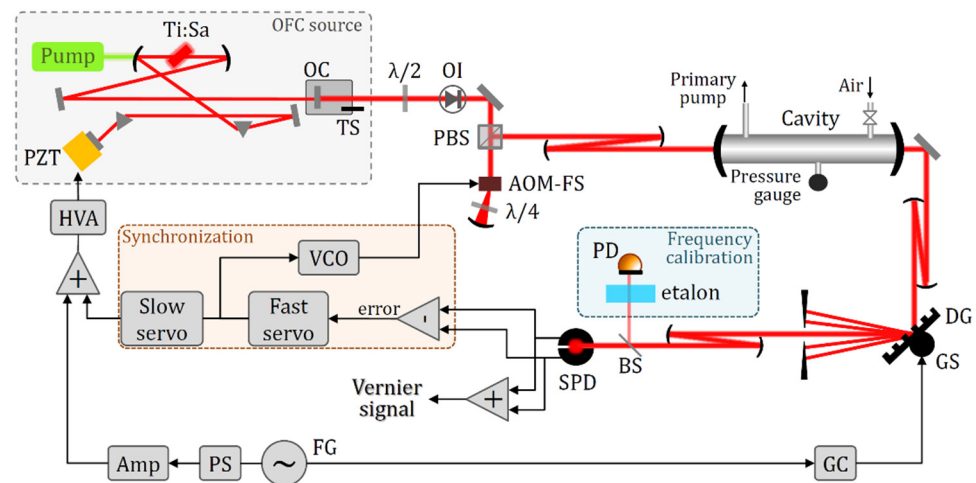 OFC source
Ti:Sa
Pump
OC
λ/2
OI
TS
PZT
PBS
Primary
pump
Air
Cavity
Pressure
gauge
AOM-FS
λ/4
HVA
+
Synchronization
VCO
Slow
servo
Fast
servo
error
-
Frequency
calibration
PD
etalon
BS
SPD
DG
GS
Vernier
signal
+
Amp
PS
~
FG
GC